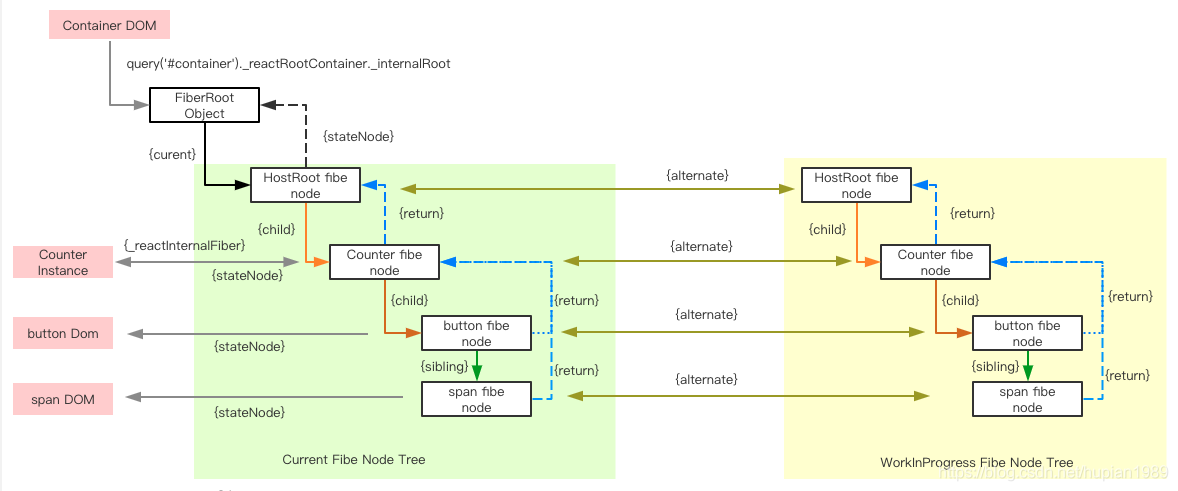 Container DOM
query('#container')._reactRootContainer._internalRoot
FiberRoot
Object
{stateNode}
{curent}
HostRoot fibe
node
{alternate}
HostRoot fibe
node
{return}
{return}
{child}
{child}
{_reactInternalFiber}
Counter
Instance
{stateNode}
Counter fibe
node
{alternate}
Counter fibe
node
{child}
{return}
{child}
{return}
button Dom
{stateNode}
button fibe
node
{alternate}
button fibe
node
{sibling}
{return}
{sibling}
{return}
span DOM
{stateNode}
span fibe
node
{alternate}
span fibe
node
Current Fibe Node Tree
WorkInProgress Fibe Node Tree
https://blog.csdn.net/hupian1989